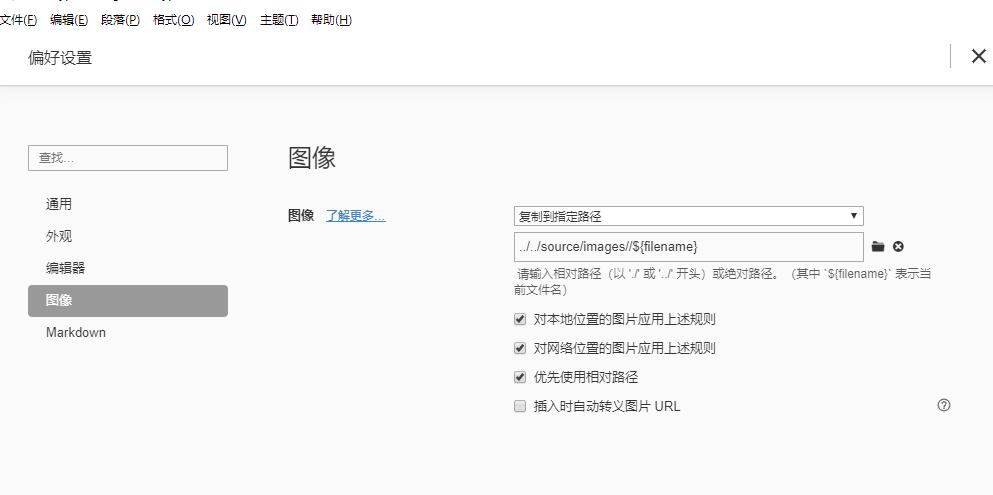 文件(F) 编辑(E) 段落(P) 格式(O) 视图(V) 主题(T) 帮助(H)
偏好设置
查找...
通用
外观
编辑器
图像
Markdown
图像
图像 了解更多...
复制到指定路径
../../source/images//${filename}
请输入相对路径（以 './' 或 '../' 开头）或绝对路径。（其中 `${filename}` 表示当
前文件名）
对本地位置的图片应用上述规则
对网络位置的图片应用上述规则
优先使用相对路径
插入时自动转义图片 URL